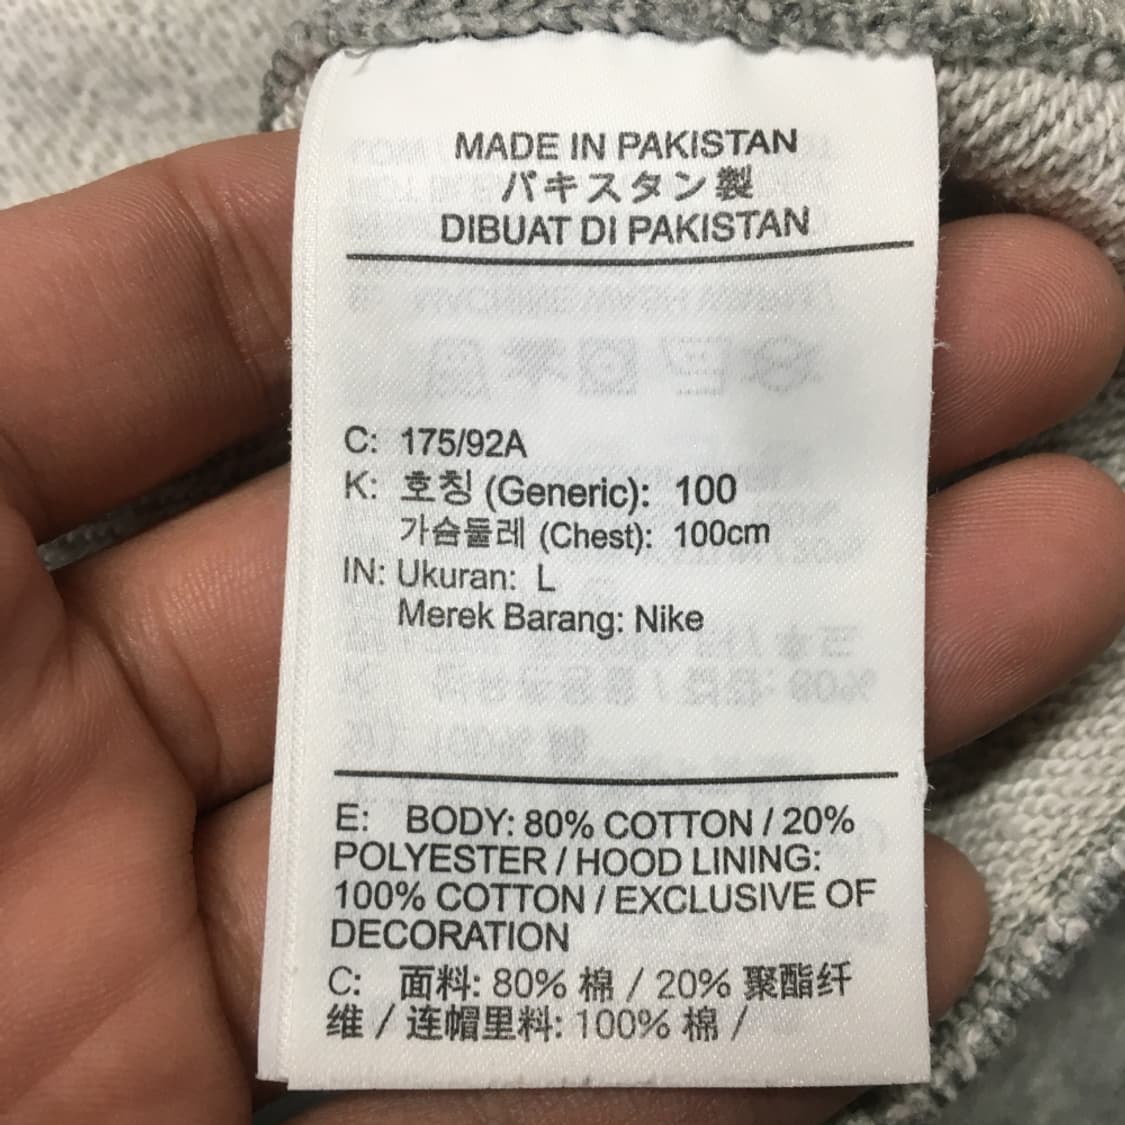 MADE IN PAKISTAN
パキスタン製
DIBUAT DI PAKISTAN
C: 175/92A
K: 호칭 (Generic): 100
가슴둘레 (Chest): 100cm
IN: Ukuran: L
Merek Barang: Nike
E: BODY: 80% COTTON / 20%
POLYESTER / HOOD LINING:
100% COTTON / EXCLUSIVE OF
DECORATION
C: 面料: 80% 棉 / 20% 聚酯纤
维 / 连帽里料: 100% 棉 /